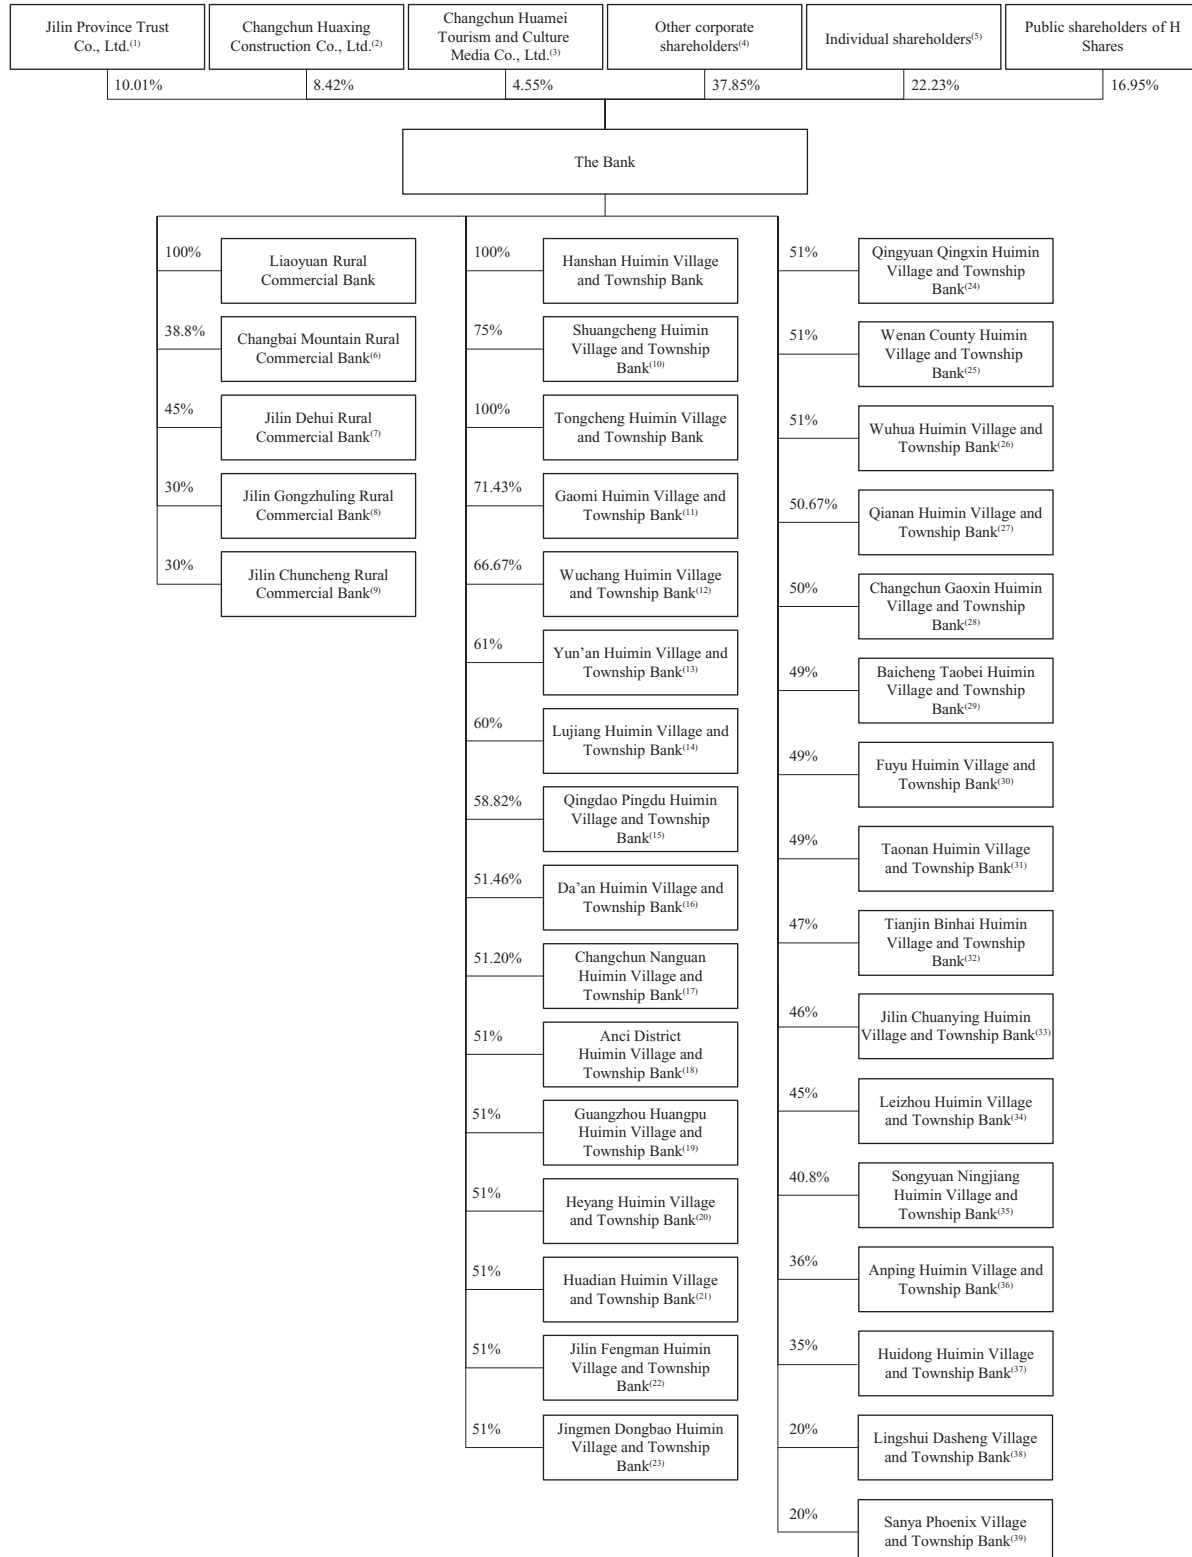 Jilin Province Trust
Co., Ltd.(1)
Changchun Huaxing
Construction Co., Ltd.(2)
Changchun Huamei
Tourism and Culture
Media Co., Ltd.(3)
Other corporate
shareholders(4)
Individual shareholders(5)
Public shareholders of H
Shares
10.01%
8.42%
4.55%
37.85%
22.23%
16.95%
The Bank
100%
Liaoyuan Rural
Commercial Bank
38.8%
Changbai Mountain Rural
Commercial Bank(6)
45%
Jilin Dehui Rural
Commercial Bank(7)
30%
Jilin Gongzhuling Rural
Commercial Bank(8)
30%
Jilin Chuncheng Rural
Commercial Bank(9)
100%
Hanshan Huimin Village
and Township Bank
75%
Shuangcheng Huimin
Village and Township
Bank(10)
100%
Tongcheng Huimin Village
and Township Bank
71.43%
Gaomi Huimin Village and
Township Bank(11)
66.67%
Wuchang Huimin Village
and Township Bank(12)
61%
Yun’an Huimin Village and
Township Bank(13)
60%
Lujiang Huimin Village and
Township Bank(14)
58.82%
Qingdao Pingdu Huimin
Village and Township
Bank(15)
51.46%
Da’an Huimin Village and
Township Bank(16)
51.20%
Changchun Nanguan
Huimin Village and
Township Bank(17)
51%
Anci District
Huimin Village and
Township Bank(18)
51%
Guangzhou Huangpu
Huimin Village and
Township Bank(19)
51%
Heyang Huimin Village
and Township Bank(20)
51%
Huadian Huimin Village
and Township Bank(21)
51%
Jilin Fengman Huimin
Village and Township
Bank(22)
51%
Jingmen Dongbao Huimin
Village and Township
Bank(23)
51%
Qingyuan Qingxin Huimin
Village and Township
Bank(24)
51%
Wenan County Huimin
Village and Township
Bank(25)
51%
Wuhua Huimin Village and
Township Bank(26)
50.67%
Qianan Huimin Village and
Township Bank(27)
50%
Changchun Gaoxin Huimin
Village and Township
Bank(28)
49%
Baicheng Taobei Huimin
Village and Township
Bank(29)
49%
Fuyu Huimin Village and
Township Bank(30)
49%
Taonan Huimin Village
and Township Bank(31)
47%
Tianjin Binhai Huimin
Village and Township
Bank(32)
46%
Jilin Chuanying Huimin
Village and Township Bank(33)
45%
Leizhou Huimin Village
and Township Bank(34)
40.8%
Songyuan Ningjiang
Huimin Village and
Township Bank(35)
36%
Anping Huimin Village and
Township Bank(36)
35%
Huidong Huimin Village
and Township Bank(37)
20%
Lingshui Dasheng Village
and Township Bank(38)
20%
Sanya Phoenix Village
and Township Bank(39)